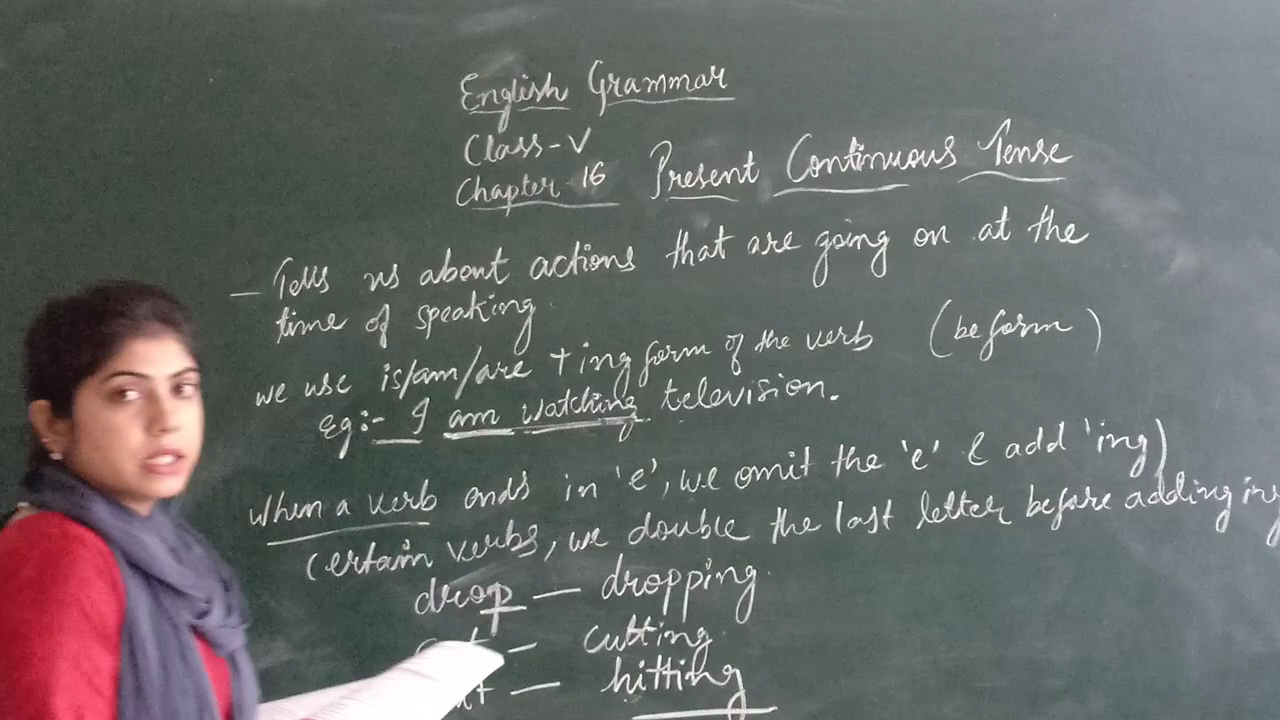 English Grammar
Class-V
Chapter 16 Present Continuous Tense
— Tells us about actions that are going on at the
time of speaking.
we use is/am/are + ing form of the verb (be form)
Eg:- I am watching television.
When a verb ends in 'e', we omit the 'e' & add 'ing)
Certain verbs, we double the last letter before adding ing
drop — dropping.
— cutting.
— hitting